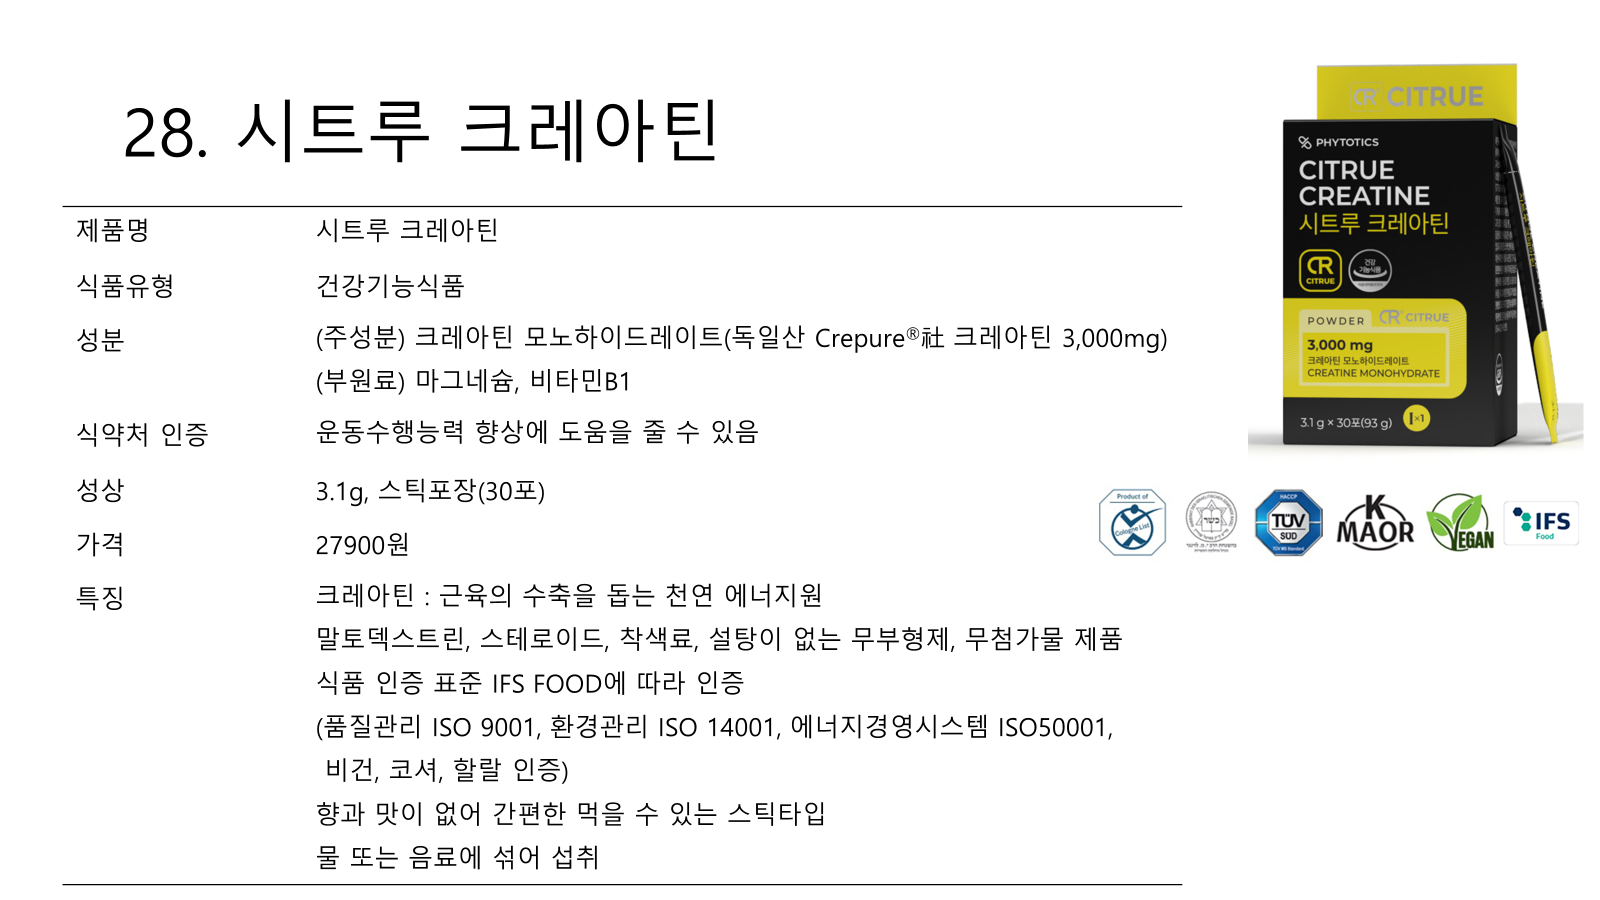 28. 시트루 크레아틴
제품명 시트루 크레아틴
식품유형 건강기능식품
성분 (주성분) 크레아틴 모노하이드레이트(독일산 Crepure®社 크레아틴 3,000mg)
(부원료) 마그네슘, 비타민B1
식약처 인증 운동수행능력 향상에 도움을 줄 수 있음
성상 3.1g, 스틱포장(30포)
가격 27900원
특징 크레아틴 : 근육의 수축을 돕는 천연 에너지원
말토덱스트린, 스테로이드, 착색료, 설탕이 없는 무부형제, 무첨가물 제품
식품 인증 표준 IFS FOOD에 따라 인증
(품질관리 ISO 9001, 환경관리 ISO 14001, 에너지경영시스템 ISO50001,
비건, 코셔, 할랄 인증)
향과 맛이 없어 간편한 먹을 수 있는 스틱타입
물 또는 음료에 섞어 섭취
CR CITRUE
PHYTOTICS
CITRUE
CREATINE
시트루 크레아틴
CR
CITRUE
건강
기능식품
POWDER CR CITRUE
3,000 mg
크레아틴 모노하이드레이트
CREATINE MONOHYDRATE
3.1 g × 30포(93 g)
1×1
Product of
Cologne List
כשר
HACCP
TÜV
SÜD
K
MAOR
VEGAN
IFS
Food